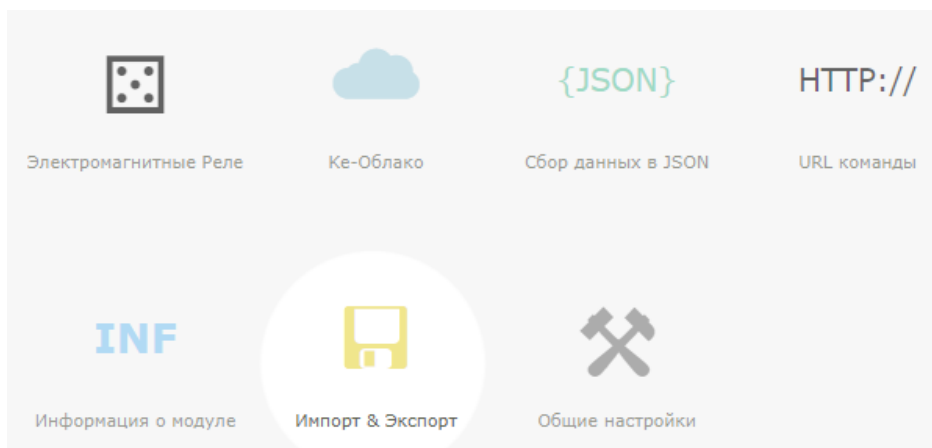 {JSON}
HTTP://
Электромагнитные Реле
Ке-Облако
Сбор данных в JSON
URL команды
INF
Информация о модуле
Импорт & Экспорт
Общие настройки